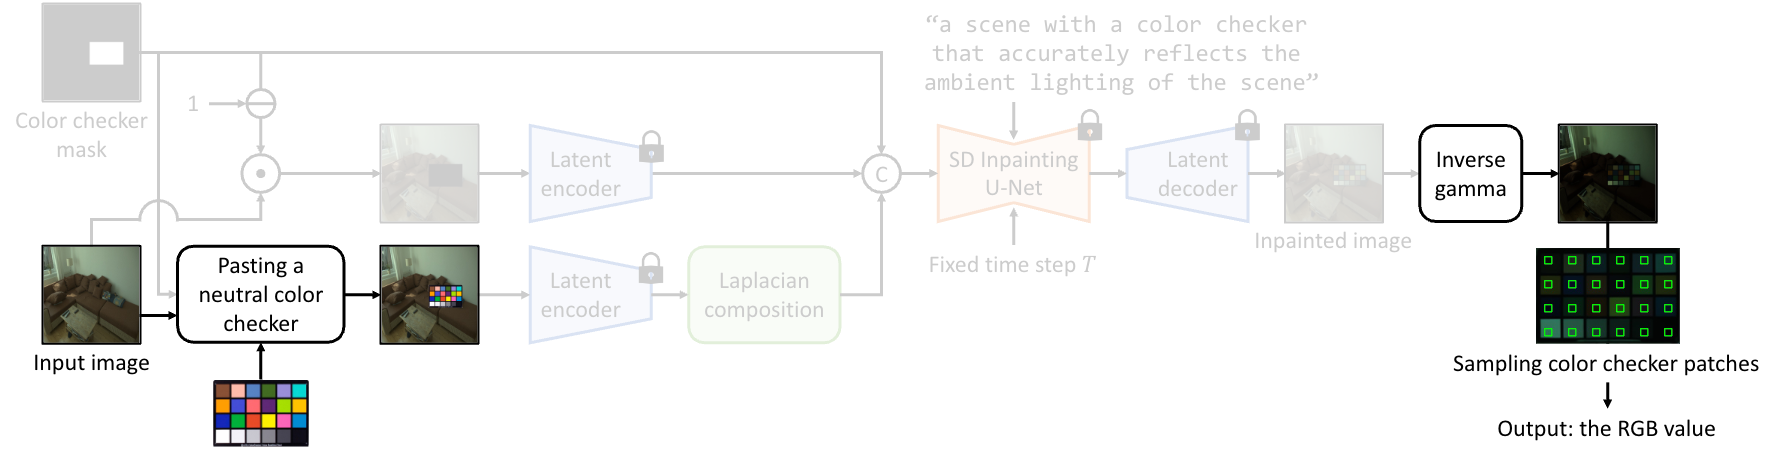 Color checker
mask
1
Input image
Pasting a
neutral color
checker
Latent
encoder
Latent
encoder
Laplacian
composition
C
“a scene with a color checker
that accurately reflects the
ambient lighting of the scene”
SD Inpainting
U-Net
Fixed time step T
Latent
decoder
Inpainted image
Inverse
gamma
Sampling color checker patches
Output: the RGB value